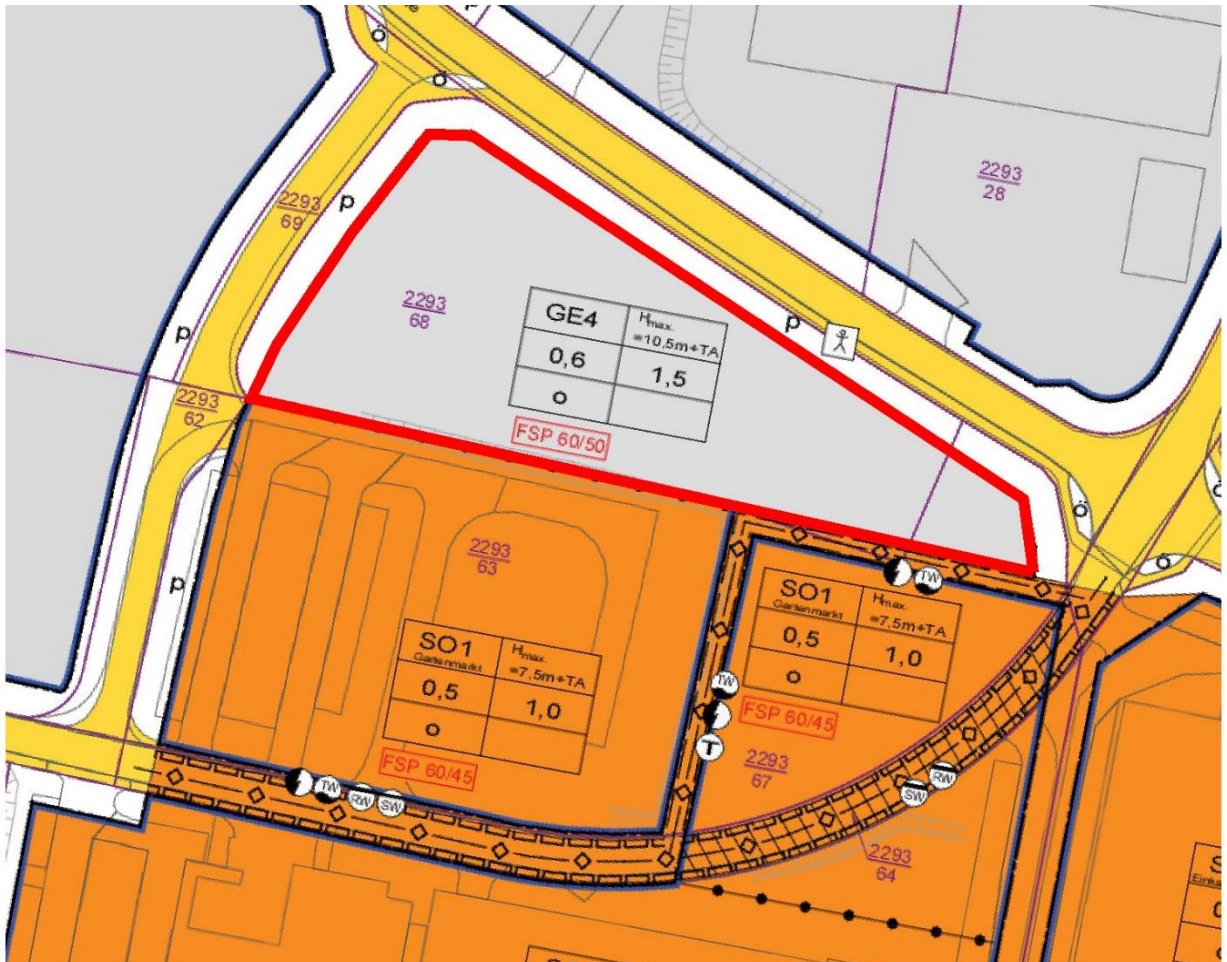 ö
ö
p
2293
69
2293
28
2293
68
p
p
GE4
Hmax.
=10,5m+TA
0,6
1,5
o
FSP 60/50
2293
62
ö
ö
p
2293
63
TW
SO1
Gartenmarkt
Hmax.
=7,5m+TA
0,5
1,0
o
SO1
Gartenmarkt
Hmax.
=7,5m+TA
0,5
1,0
o
TW
T
FSP 60/45
FSP 60/45
2293
67
TW
RW
SW
SW
RW
2293
64